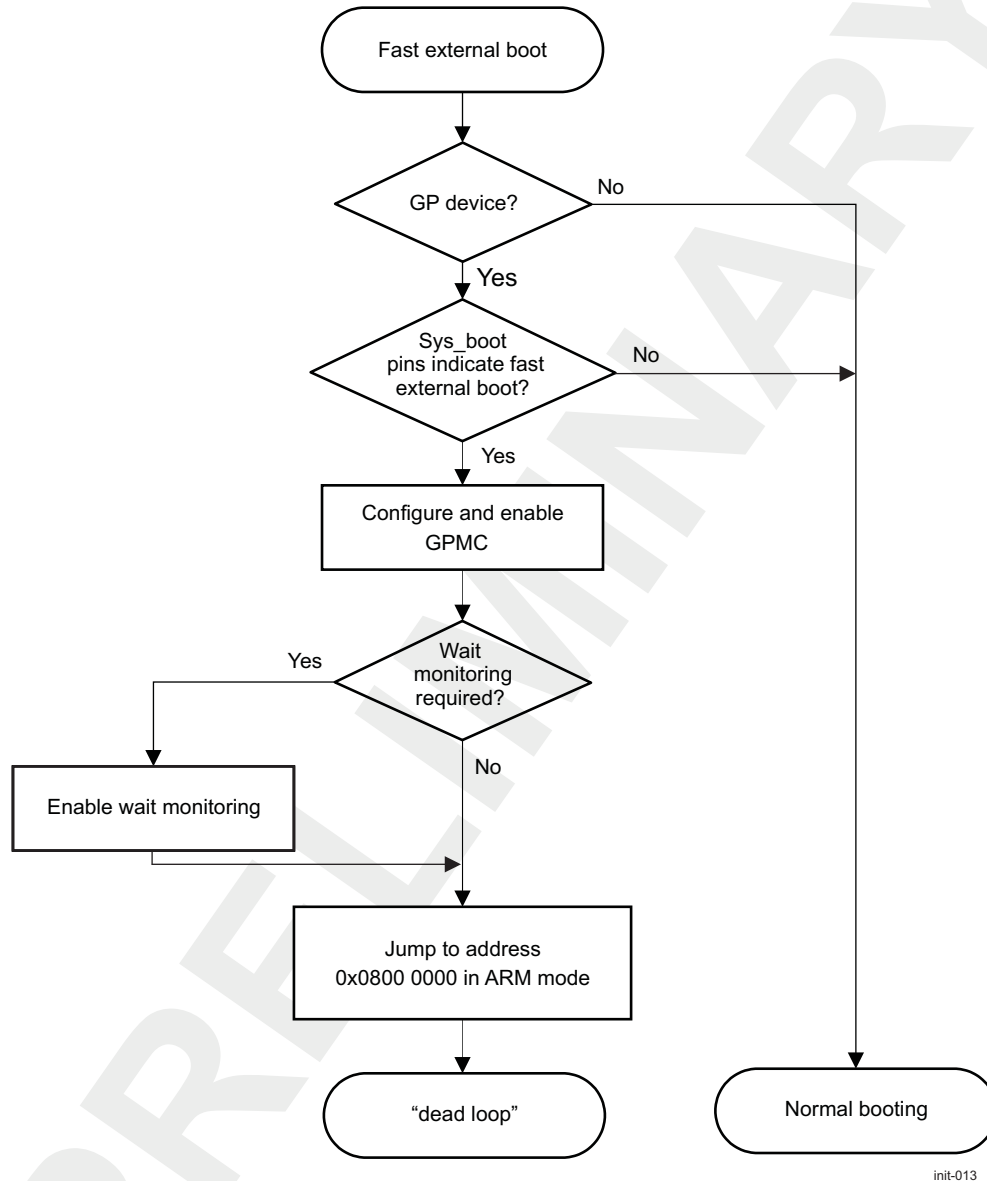 Fast external boot
GP device?
No
Yes
Sys_boot
pins indicate fast
external boot?
No
Yes
Configure and enable
GPMC
Wait
monitoring
required?
Yes
No
Enable wait monitoring
Jump to address
0x0800 0000 in ARM mode
“dead loop”
Normal booting
init-013
PRELIMINARY